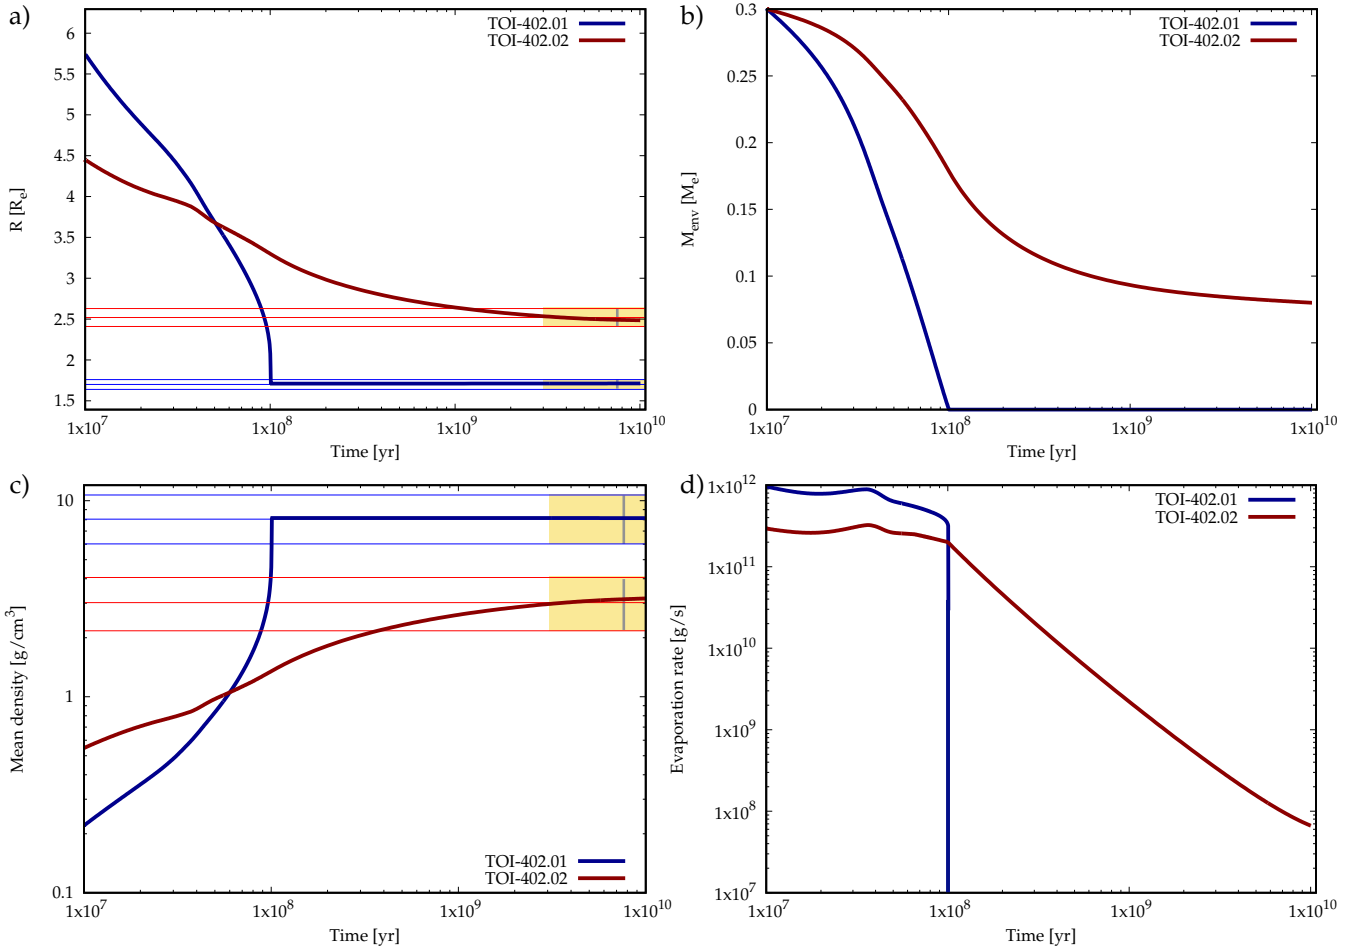 a)
TOI-402.01
TOI-402.02
6
5.5
5
4.5
4
3.5
3
2.5
2
1.5
R [R_e]
1x10^7
1x10^8
1x10^9
1x10^10
Time [yr]
b)
TOI-402.01
TOI-402.02
0.3
0.25
0.2
0.15
0.1
0.05
0
M_env [M_e]
1x10^7
1x10^8
1x10^9
1x10^10
Time [yr]
c)
10
1
0.1
Mean density [g/cm^3]
TOI-402.01
TOI-402.02
1x10^7
1x10^8
1x10^9
1x10^10
Time [yr]
d)
TOI-402.01
TOI-402.02
1x10^12
1x10^11
1x10^10
1x10^9
1x10^8
1x10^7
Evaporation rate [g/s]
1x10^7
1x10^8
1x10^9
1x10^10
Time [yr]